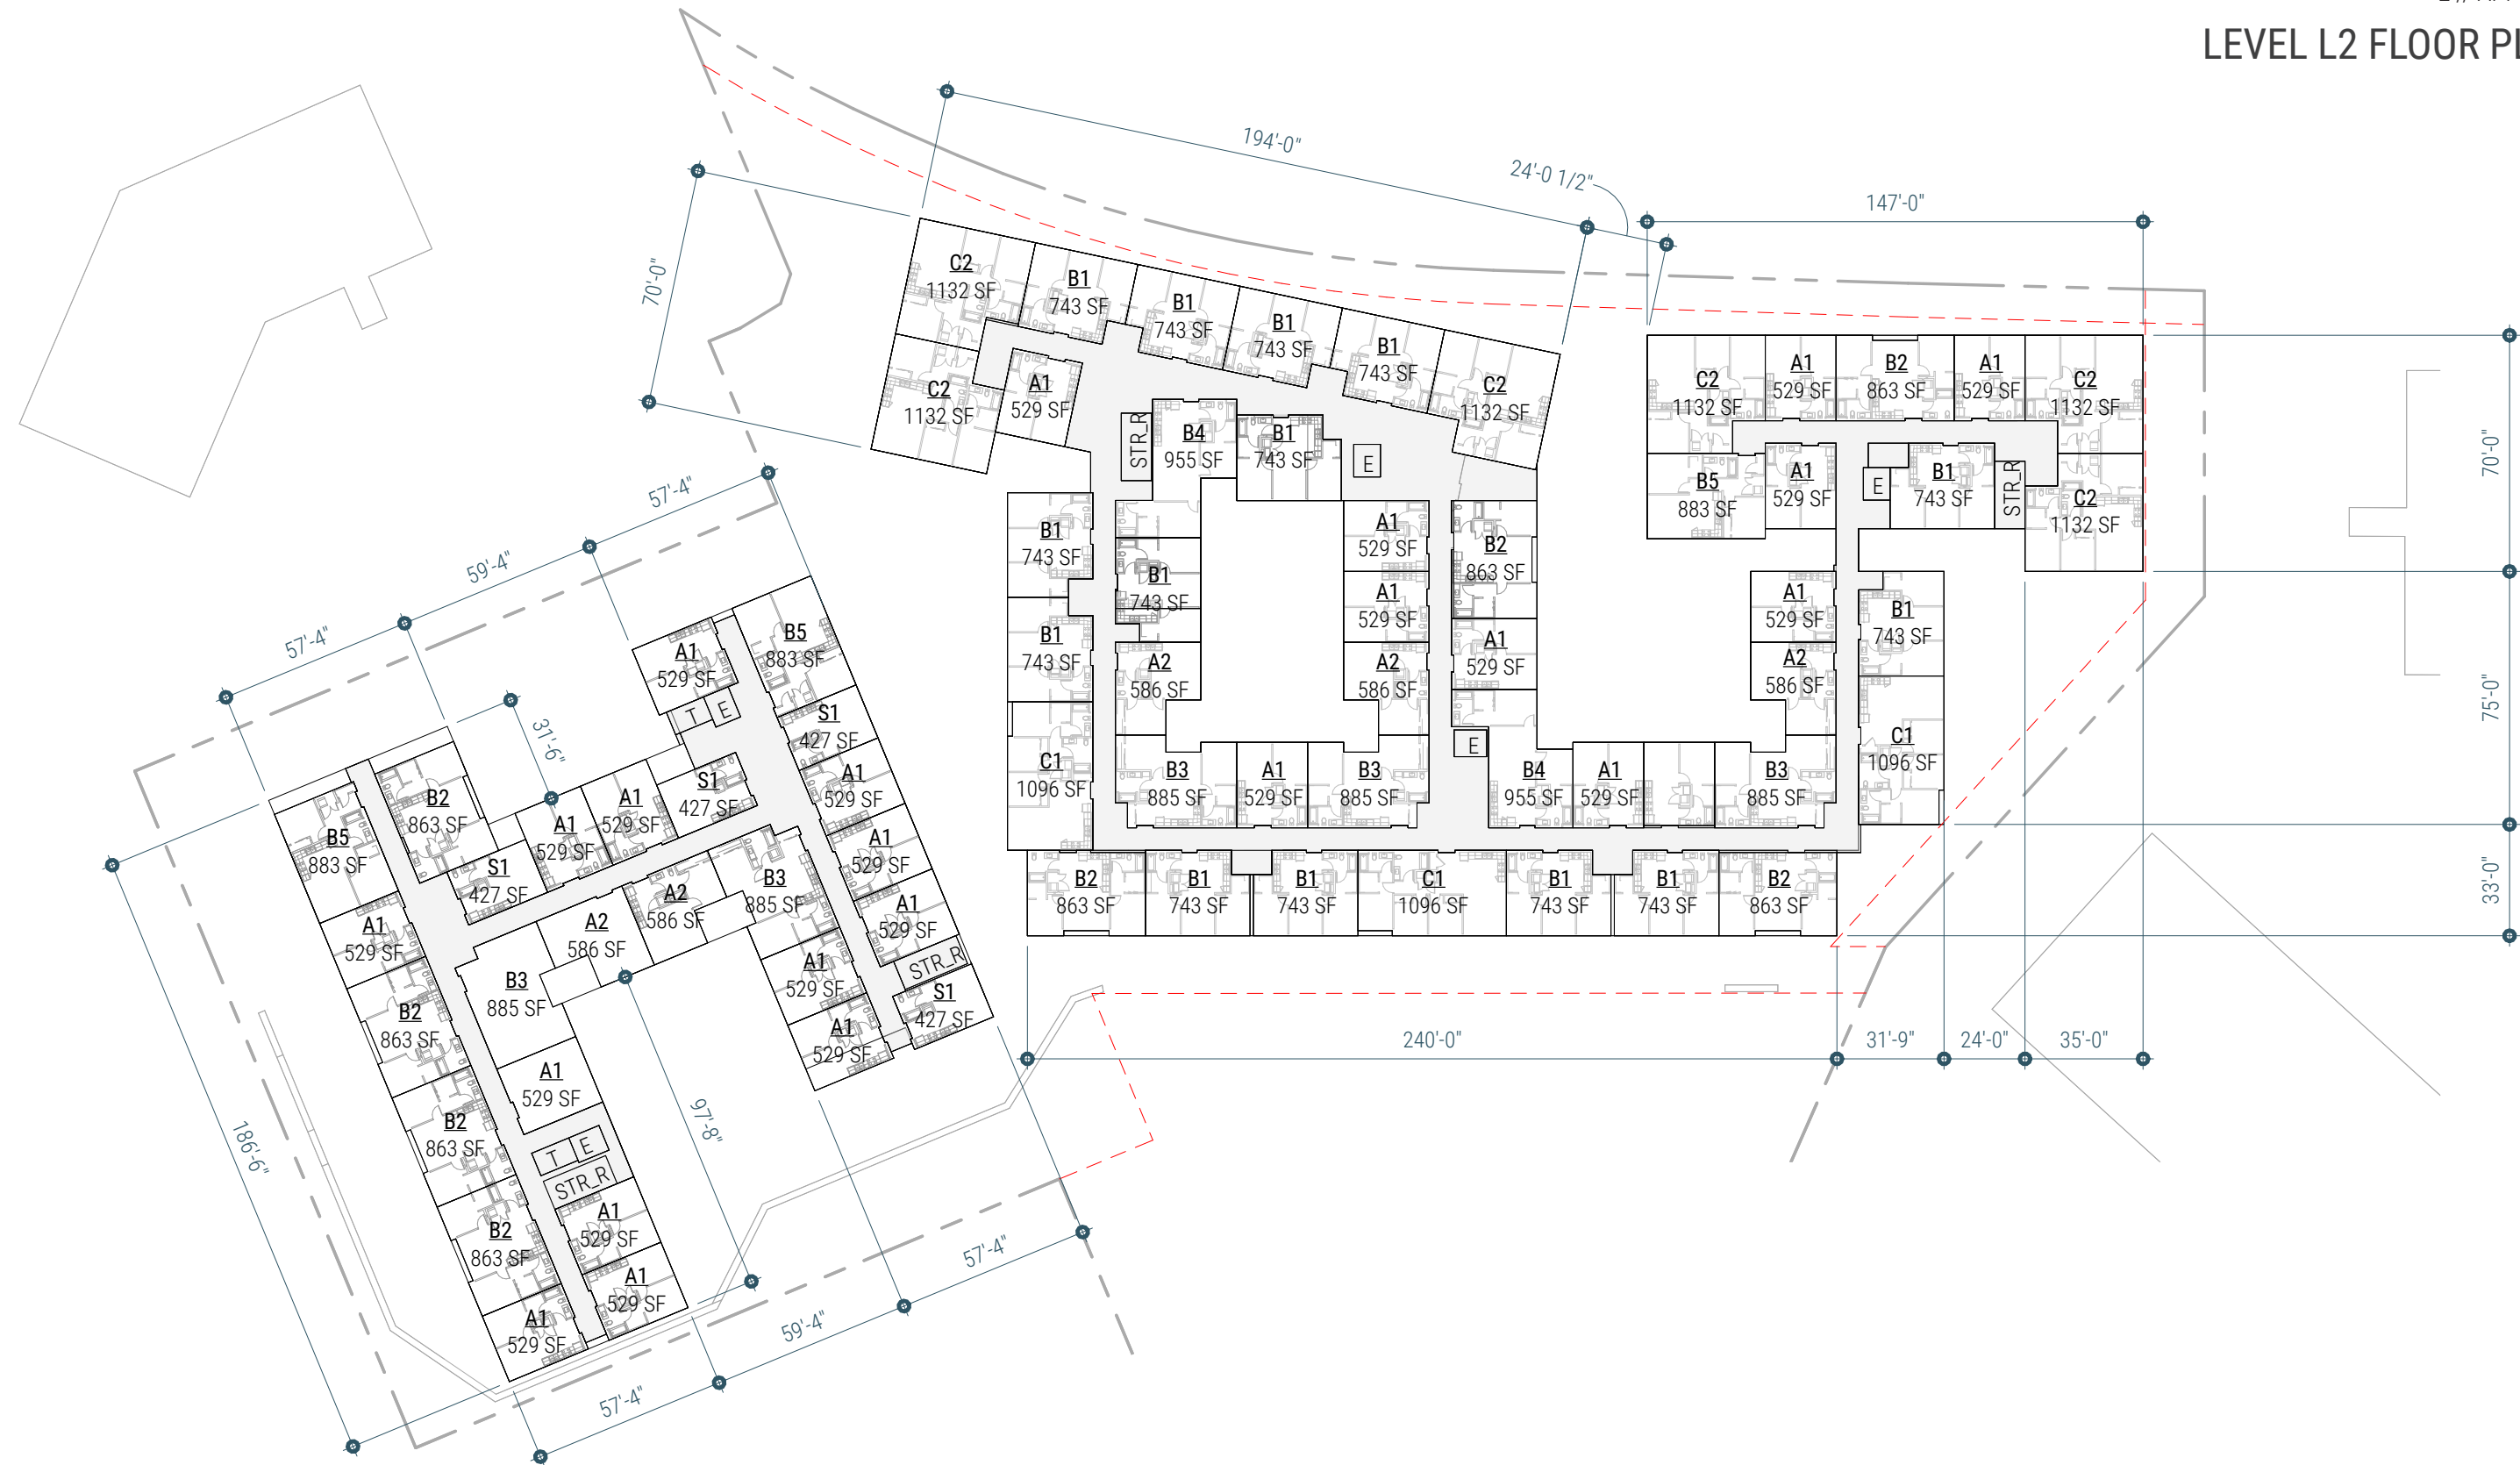 LEVEL L2 FLOOR PL
194'-0"
24'-0 1/2"
147'-0"
70'-0"
C2
1132 SF
B1
743 SF
B1
743 SF
B1
743 SF
B1
743 SF
C2
1132 SF
C2
1132 SF
A1
529 SF
STR_R
B4
955 SF
B1
743 SF
E
C2
1132 SF
A1
529 SF
B2
863 SF
A1
529 SF
C2
1132 SF
B5
883 SF
A1
529 SF
E
B1
743 SF
STR_R
C2
1132 SF
70'-0"
B1
743 SF
B1
743 SF
A1
529 SF
B2
863 SF
A1
529 SF
B1
743 SF
A2
586 SF
A2
586 SF
A1
529 SF
A1
529 SF
B1
743 SF
A2
586 SF
75'-0"
C1
1096 SF
B3
885 SF
A1
529 SF
B3
885 SF
E
B4
955 SF
A1
529 SF
B3
885 SF
C1
1096 SF
B2
863 SF
B1
743 SF
B1
743 SF
C1
1096 SF
B1
743 SF
B1
743 SF
B2
863 SF
33'-0"
240'-0"
31'-9"
24'-0"
35'-0"
57'-4"
59'-4"
57'-4"
31'-6"
A1
529 SF
B5
883 SF
T
E
S1
427 SF
S1
427 SF
A1
529 SF
B2
863 SF
A1
529 SF
A1
529 SF
B5
883 SF
S1
427 SF
A1
529 SF
A2
586 SF
B3
885 SF
A1
529 SF
A1
529 SF
A2
586 SF
A1
529 SF
STR_R
B2
863 SF
B3
885 SF
S1
427 SF
A1
529 SF
A1
529 SF
B2
863 SF
97'-8"
186'-6"
T
E
STR_R
B2
863 SF
A1
529 SF
A1
529 SF
A1
529 SF
57'-4"
59'-4"
57'-4"